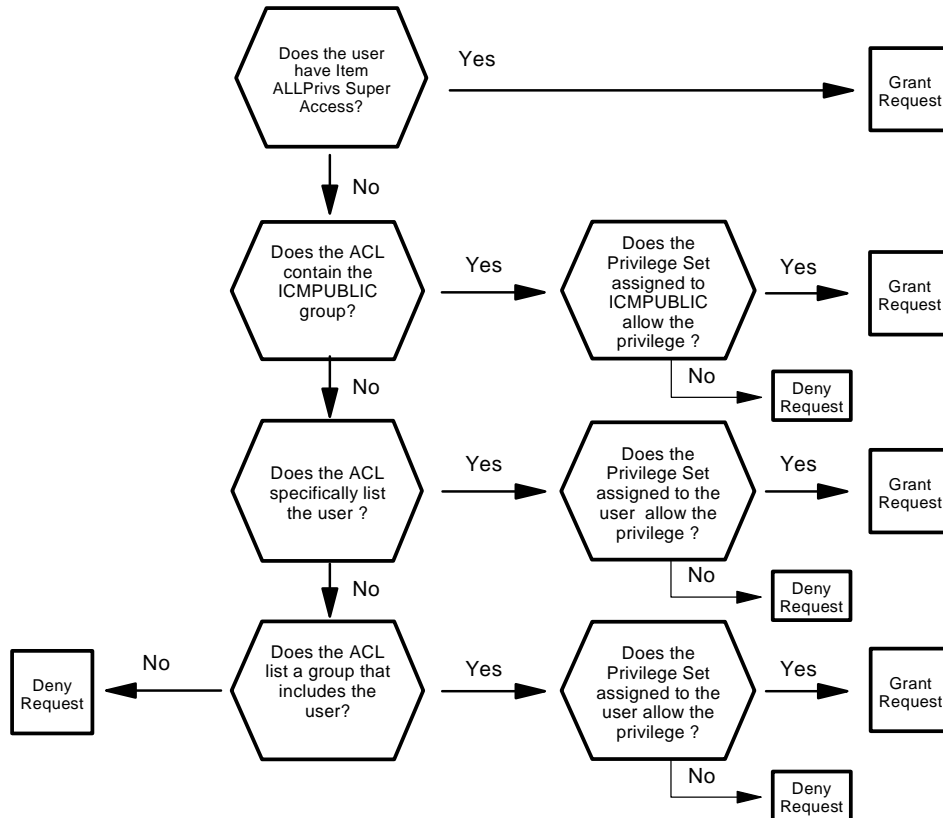 Does the user
have Item
ALLPrivs Super
Access?
Yes
Grant
Request
No
Does the ACL
contain the
ICMPUBLIC
group?
Yes
Does the
Privilege Set
assigned to
ICMPUBLIC
allow the
privilege ?
Yes
Grant
Request
No
Deny
Request
No
Does the ACL
specifically list
the user ?
Yes
Does the
Privilege Set
assigned to the
user allow the
privilege ?
Yes
Grant
Request
No
Deny
Request
No
Does the ACL
list a group that
includes the
user?
No
Deny
Request
Yes
Does the
Privilege Set
assigned to the
user allow the
privilege ?
Yes
Grant
Request
No
Deny
Request